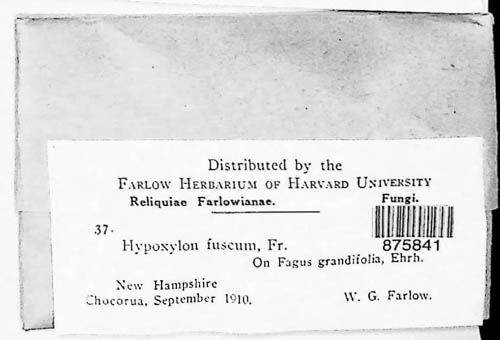 Distributed by the
FARLOW HERBARIUM OF HARVARD UNIVERSITY
Reliquiae Farlowianae. Fungi.
37.
875841
Hypoxylon fuscum, Fr.
On Fagus grandifolia, Ehrh.
New Hampshire
Chocorua, September 1910. W. G. Farlow.